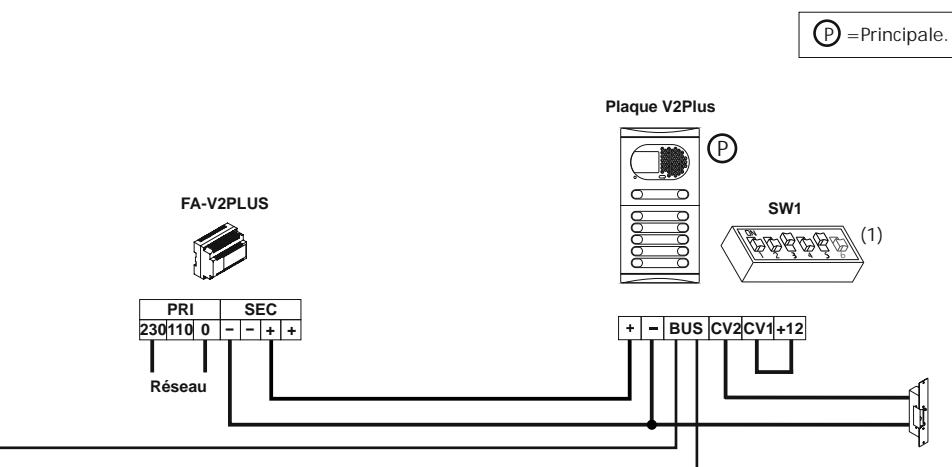 P =Principale.
Plaque V2Plus
P
FA-V2PLUS
SW1
ON
1 2 3 4 5 6
(1)
PRI SEC
230 110 0 – – + +
+ – BUS CV2 CV1 +12
Réseau